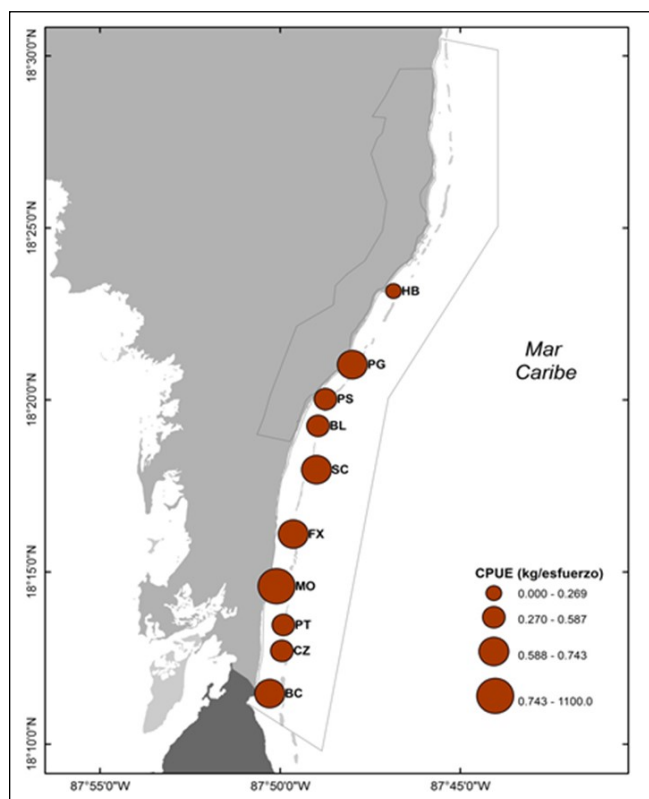 18°30'0"N
18°25'0"N
HB
Mar
Caribe
PG
18°20'0"N
PS
BL
SC
FX
18°15'0"N
MO
PT
CZ
BC
18°10'0"N
CPUE (kg/esfuerzo)
0.000 - 0.269
0.270 - 0.587
0.588 - 0.743
0.743 - 1100.0
87°55'0"W
87°50'0"W
87°45'0"W